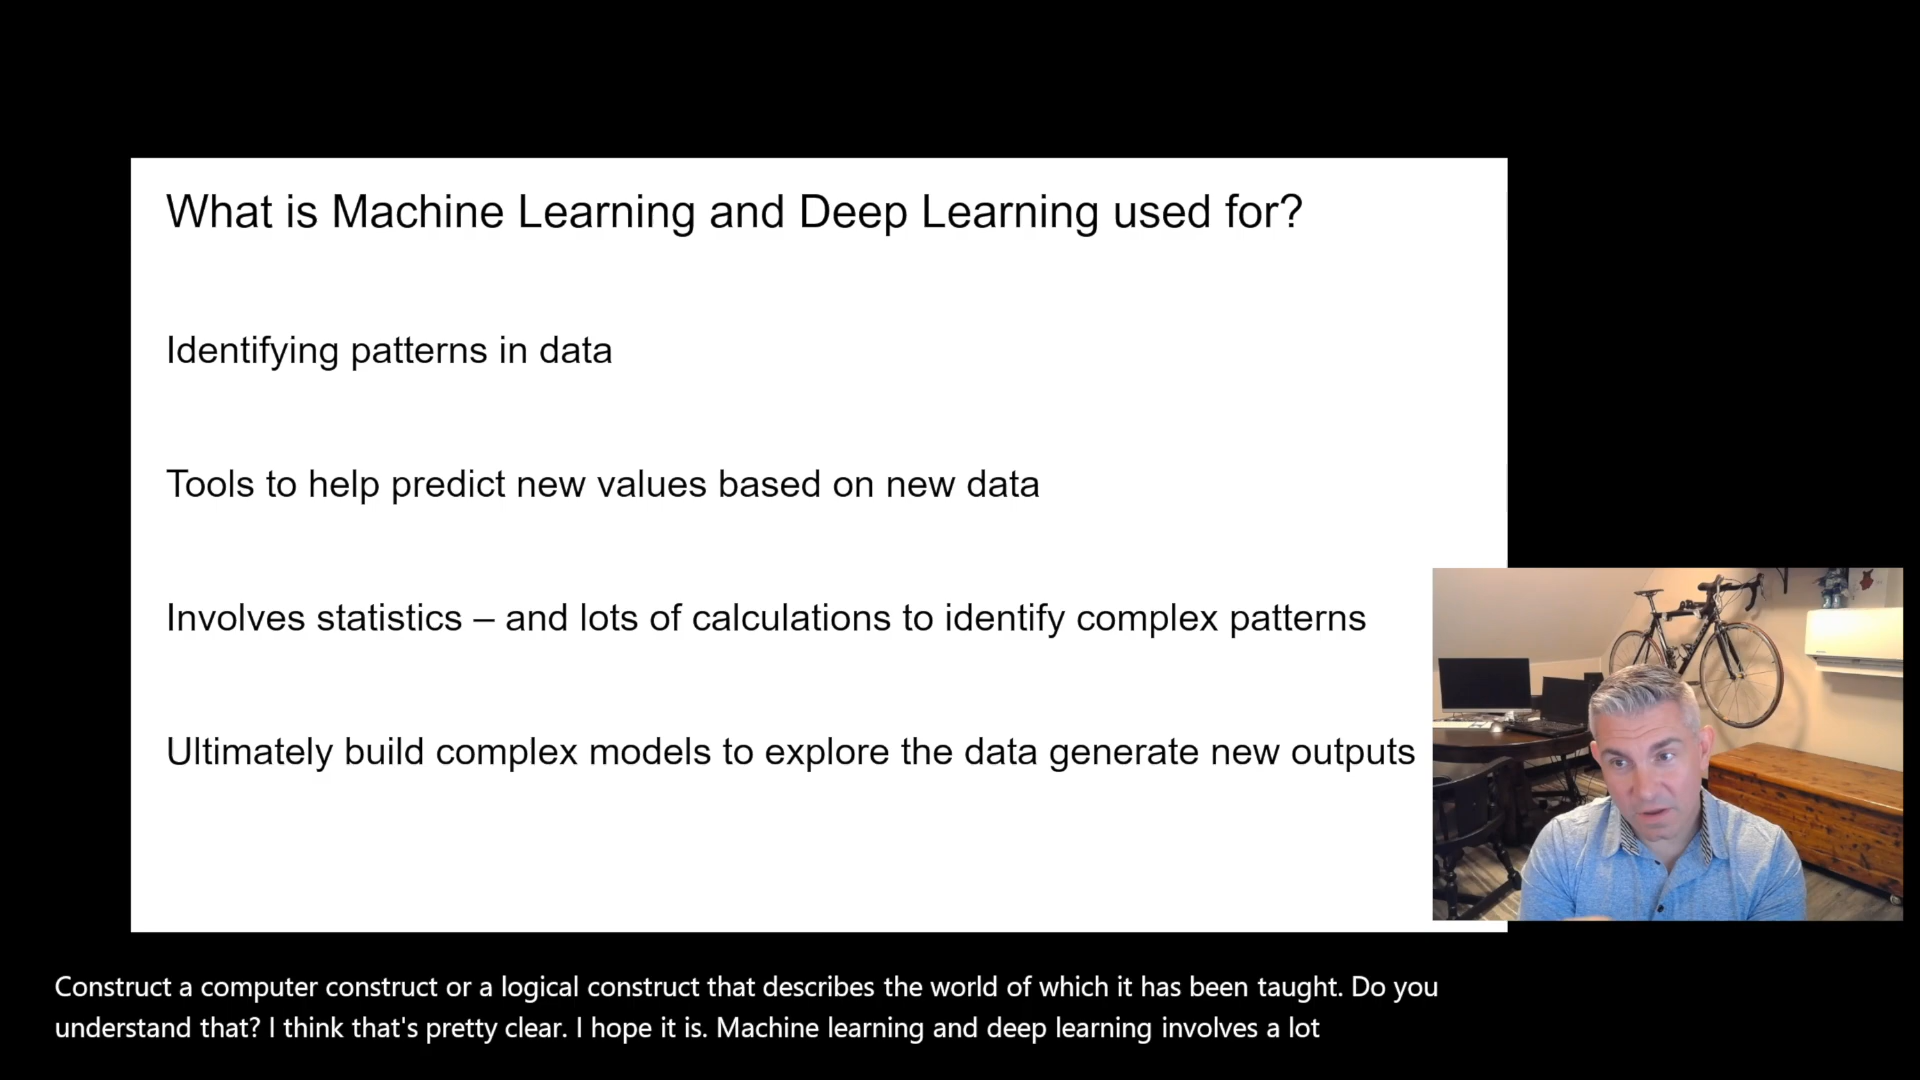 What is Machine Learning and Deep Learning used for?
Identifying patterns in data
Tools to help predict new values based on new data
Involves statistics – and lots of calculations to identify complex patterns
Ultimately build complex models to explore the data generate new outputs
Construct a computer construct or a logical construct that describes the world of which it has been taught. Do you
understand that? I think that's pretty clear. I hope it is. Machine learning and deep learning involves a lot